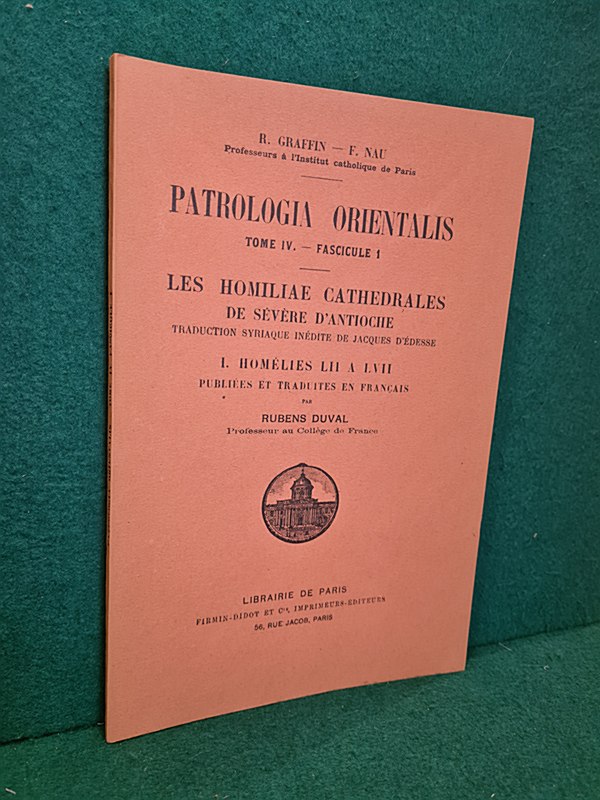 R. GRAFFIN — F. NAU
Professeurs à l'Institut catholique de Paris
PATROLOGIA ORIENTALIS
TOME IV. — FASCICULE 1
LES HOMILIAE CATHEDRALES
DE SÉVÈRE D'ANTIOCHE
TRADUCTION SYRIAQUE INÉDITE DE JACQUES D'ÉDESSE
I. HOMÉLIES LII A LVII
PUBLIÉES ET TRADUITES EN FRANÇAIS
PAR
RUBENS DUVAL
Professeur au Collège de France
LIBRAIRIE DE PARIS
FIRMIN-DIDOT ET Cie, IMPRIMEURS-ÉDITEURS
56, RUE JACOB, PARIS